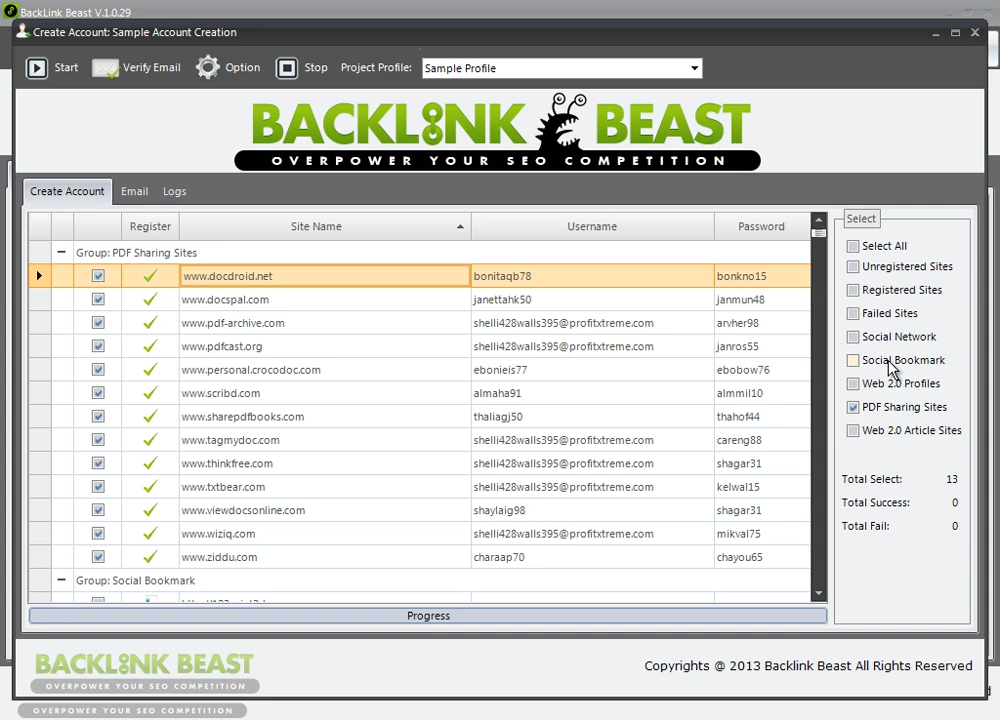 BackLink Beast V.1.0.29
Create Account: Sample Account Creation
Start Verify Email Option Stop Project Profile: Sample Profile
BACKLINK BEAST
OVERPOWER YOUR SEO COMPETITION
Create Account Email Logs
Register Site Name Username Password
Group: PDF Sharing Sites
www.docdroid.net bonitaqb78 bonkno15
www.docspal.com janettahk50 janmun48
www.pdf-archive.com shelli428walls395@profitxtreme.com arvher98
www.pdfcast.org shelli428walls395@profitxtreme.com janros55
www.personal.crocodoc.com ebonieis77 ebobow76
www.scribd.com almaha91 almmil10
www.sharepdfbooks.com thaliagj50 thahof44
www.tagmydoc.com shelli428walls395@profitxtreme.com careng88
www.thinkfree.com shelli428walls395@profitxtreme.com shagar31
www.txtbear.com shelli428walls395@profitxtreme.com kelwal15
www.viewdocsonline.com shaylaig98 shagar31
www.wiziq.com shelli428walls395@profitxtreme.com mikval75
www.ziddu.com charaap70 chayou65
Group: Social Bookmark
Progress
Select
Select All
Unregistered Sites
Registered Sites
Failed Sites
Social Network
Social Bookmark
Web 2.0 Profiles
PDF Sharing Sites
Web 2.0 Article Sites
Total Select: 13
Total Success: 0
Total Fail: 0
BACKLINK BEAST
OVERPOWER YOUR SEO COMPETITION
Copyrights @ 2013 Backlink Beast All Rights Reserved
OVERPOWER YOUR SEO COMPETITION